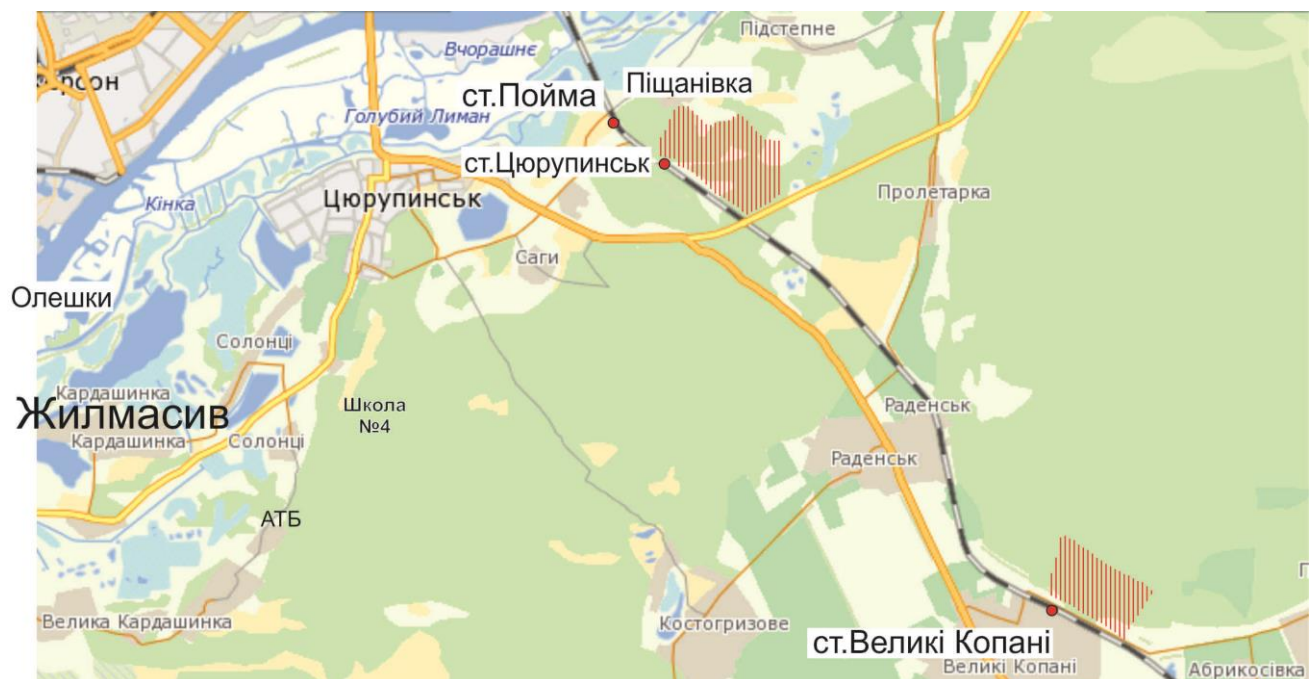 Підстепне
Вчорашнє
ерсон
Піщанівка
ст.Пойма
Голубий Лиман
ст.Цюрупинськ
Пролетарка
Цюрупинськ
Кінка
Саги
Олешки
Солонці
Кардашинка
Жилмасив
Школа
№4
Раденськ
Кардашинка
Солонці
Раденськ
АТБ
Велика Кардашинка
Костогризове
ст.Великі Копані
Великі Копані
Абрикосівка